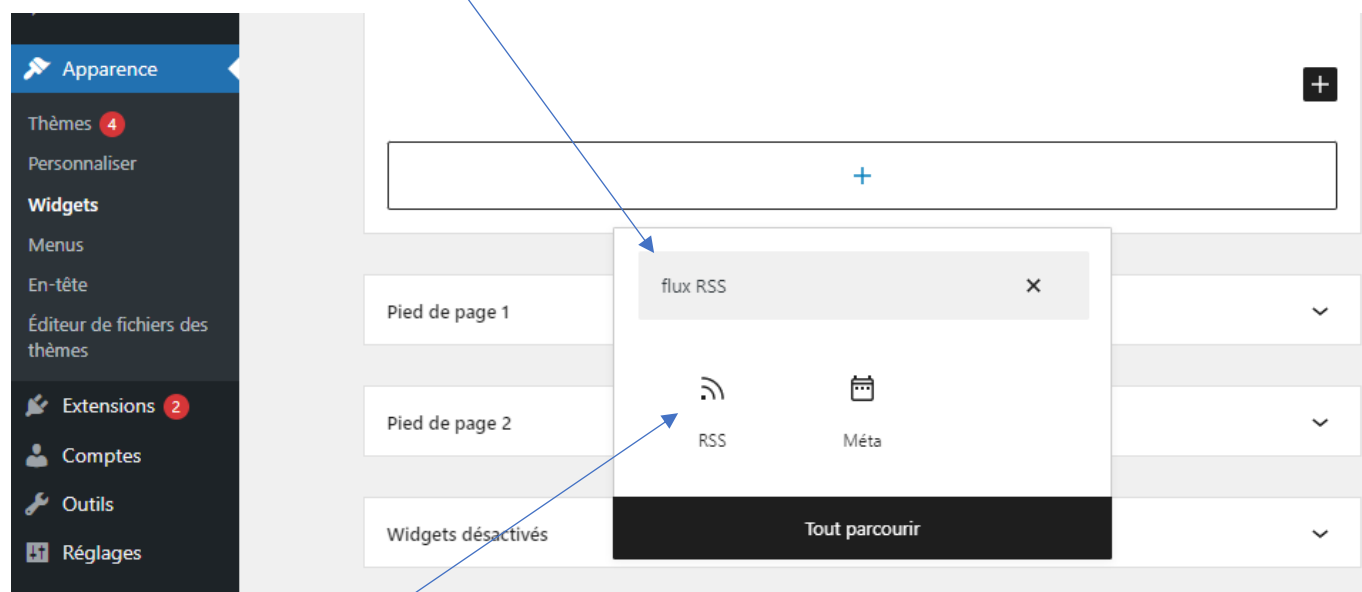 Apparence
Thèmes 4
Personnaliser
Widgets
Menus
En-tête
Éditeur de fichiers des
thèmes
Extensions 2
Comptes
Outils
Réglages
flux RSS
Pied de page 1
RSS
Méta
Pied de page 2
Tout parcourir
Widgets désactivés